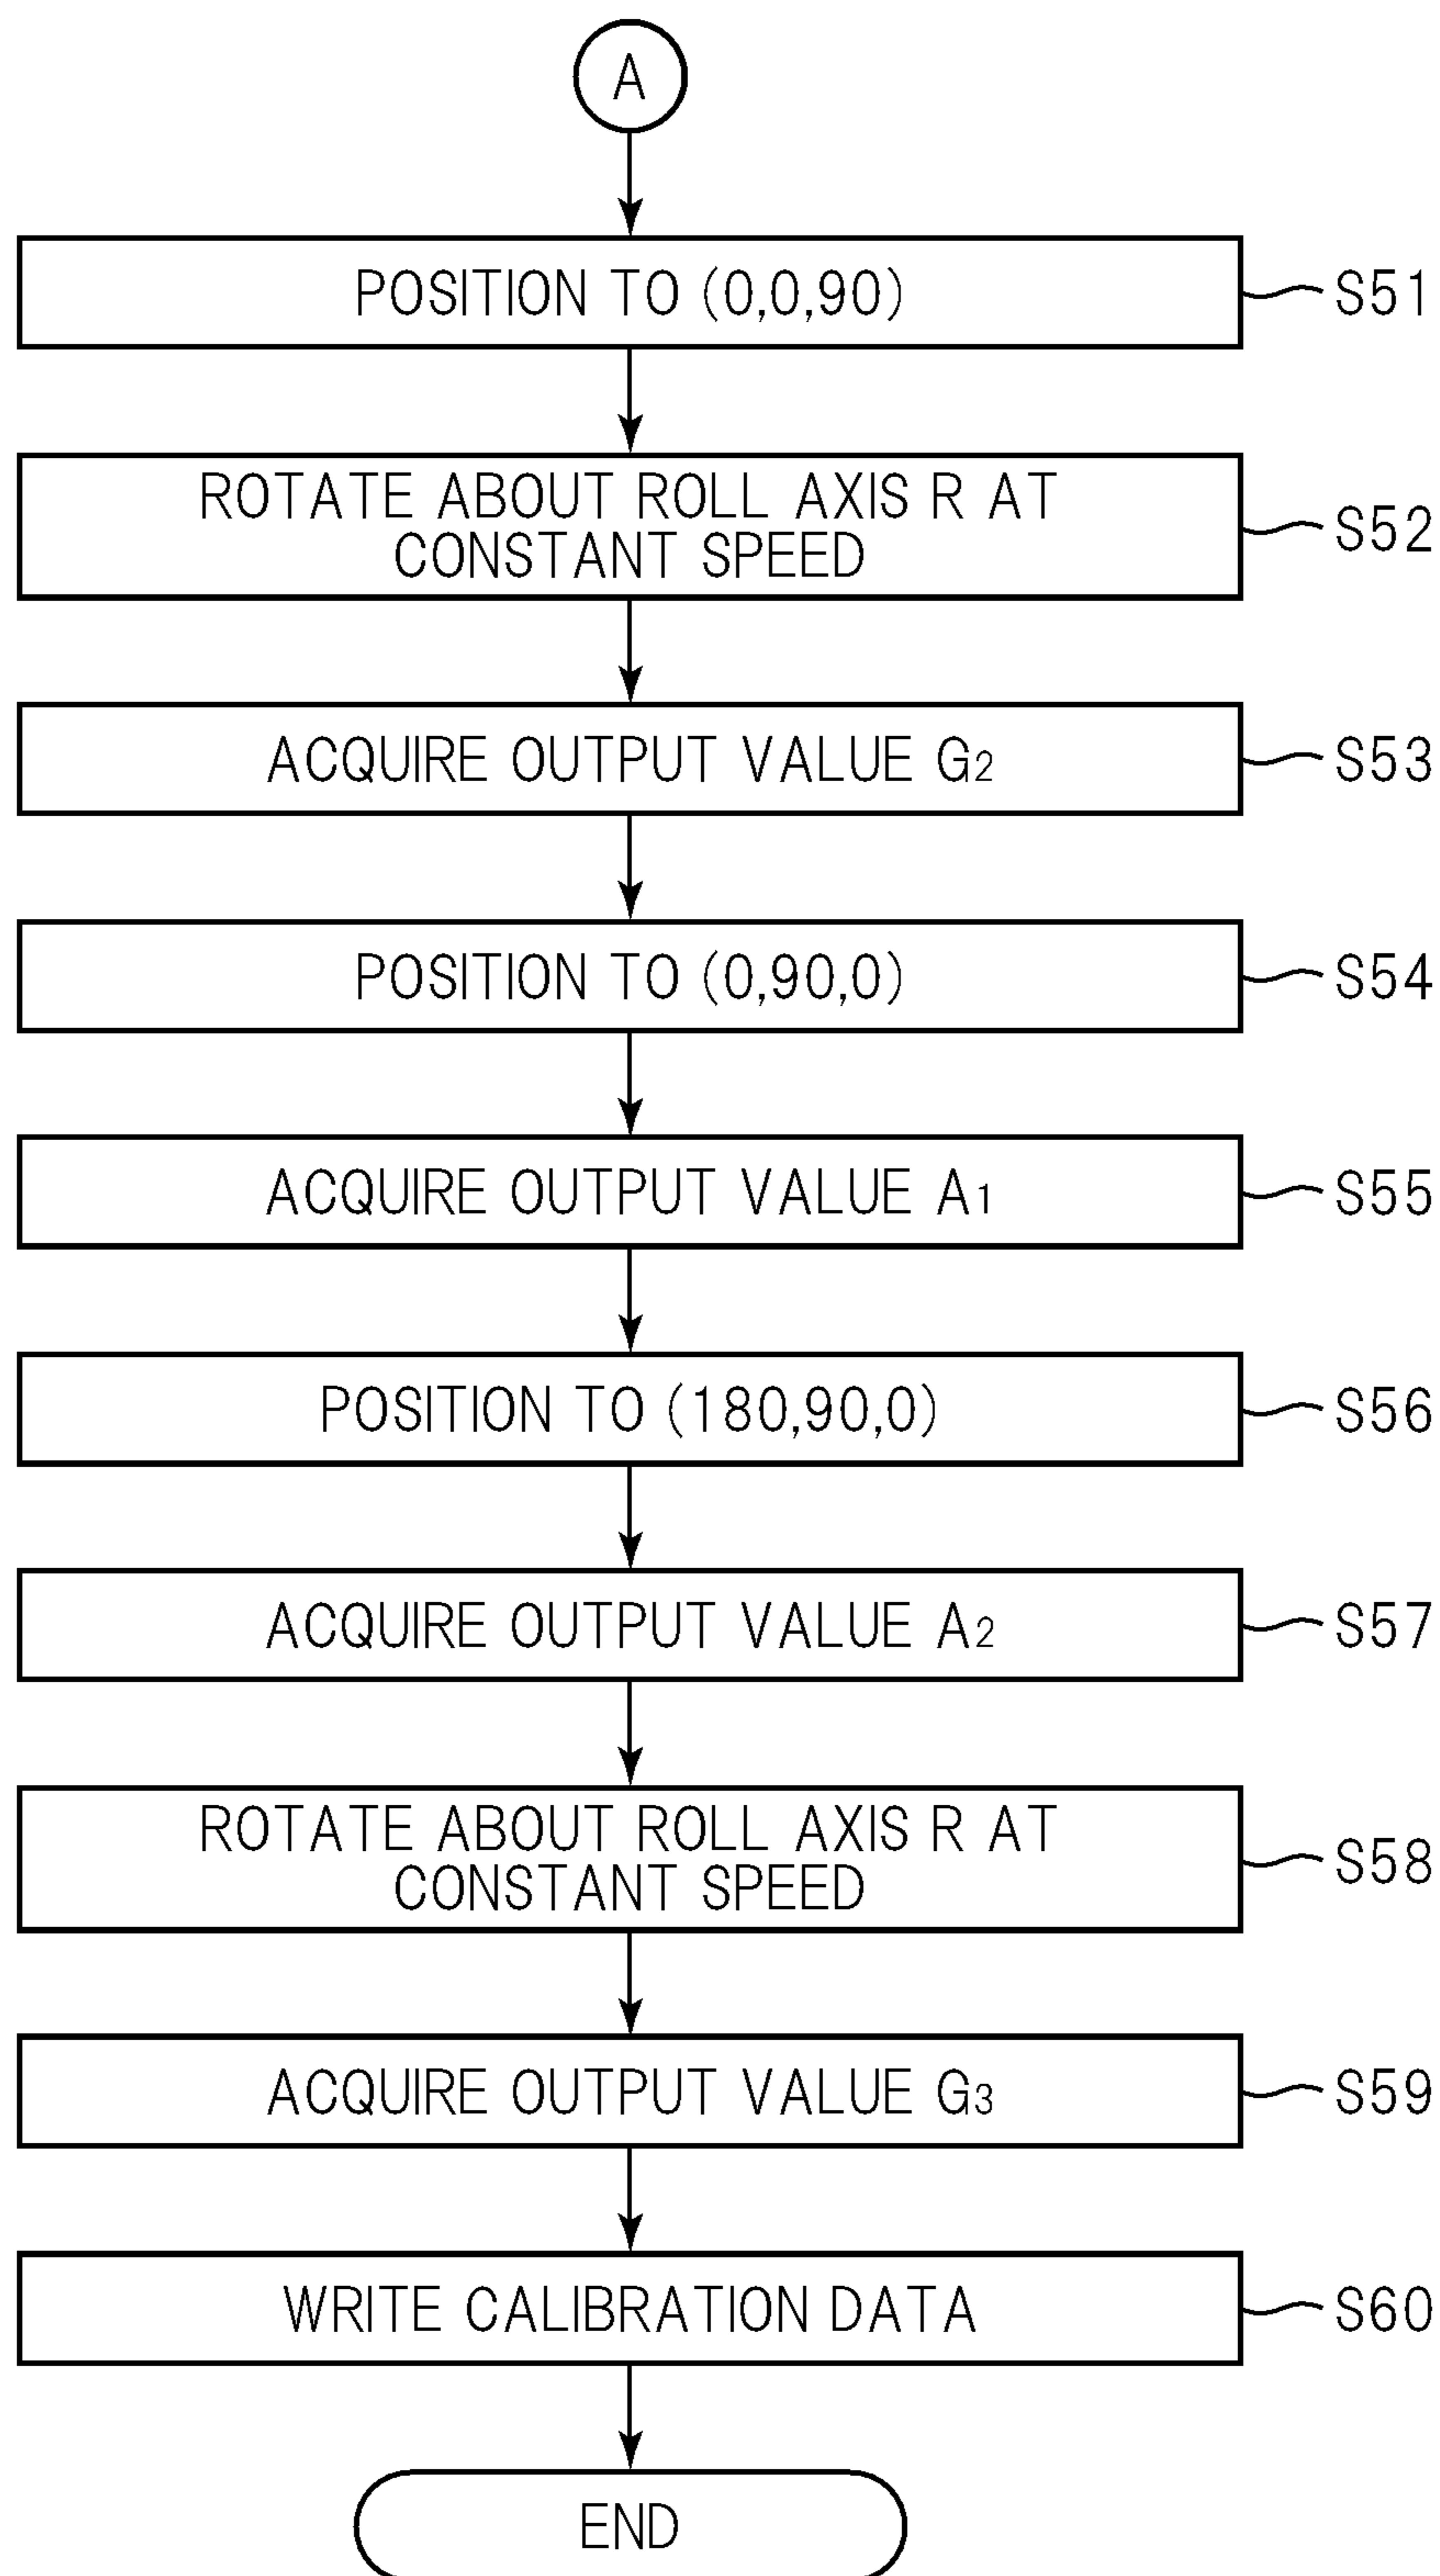 A
POSITION TO (0,0,90)
S51
ROTATE ABOUT ROLL AXIS R AT
CONSTANT SPEED
S52
ACQUIRE OUTPUT VALUE G2
S53
POSITION TO (0,90,0)
S54
ACQUIRE OUTPUT VALUE A1
S55
POSITION TO (180,90,0)
S56
ACQUIRE OUTPUT VALUE A2
S57
ROTATE ABOUT ROLL AXIS R AT
CONSTANT SPEED
S58
ACQUIRE OUTPUT VALUE G3
S59
WRITE CALIBRATION DATA
S60
END